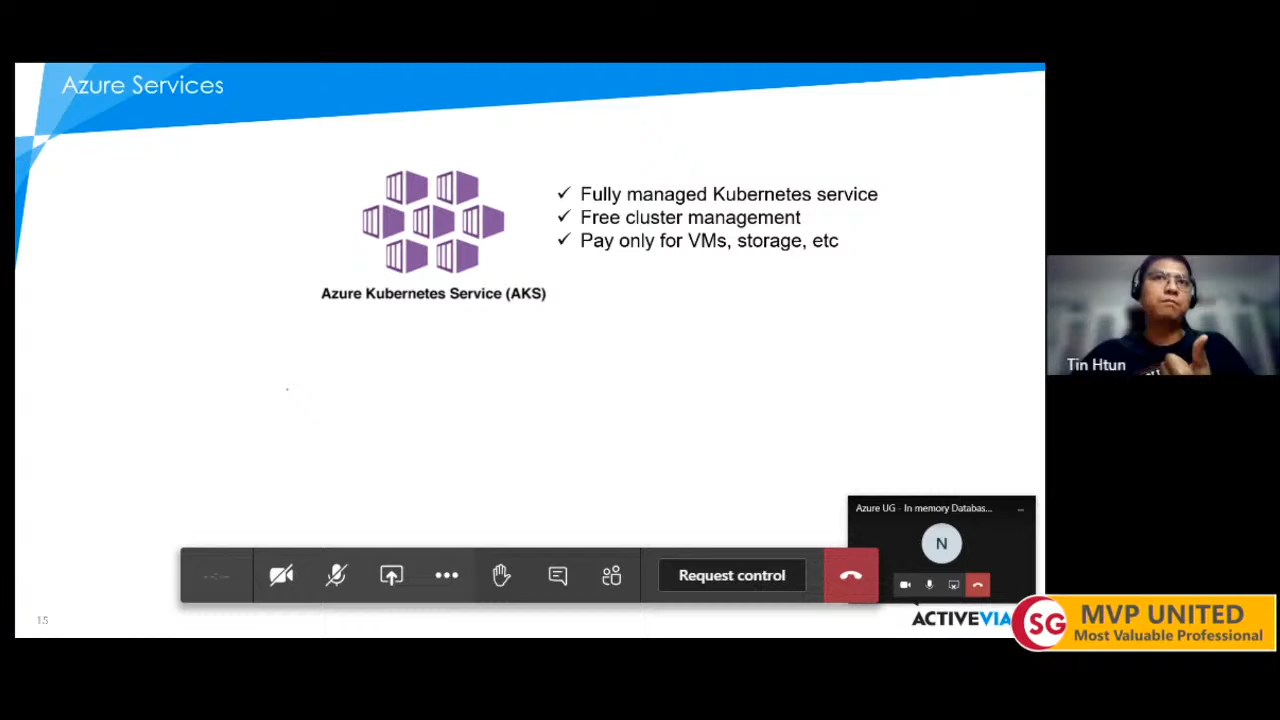 Azure Services
Fully managed Kubernetes service
Free cluster management
Pay only for VMs, storage, etc
Azure Kubernetes Service (AKS)
Tin Htun
Azure UG - In memory Databas...
N
Request control
15
ACTIVEVIA
SG
MVP UNITED
Most Valuable Professional